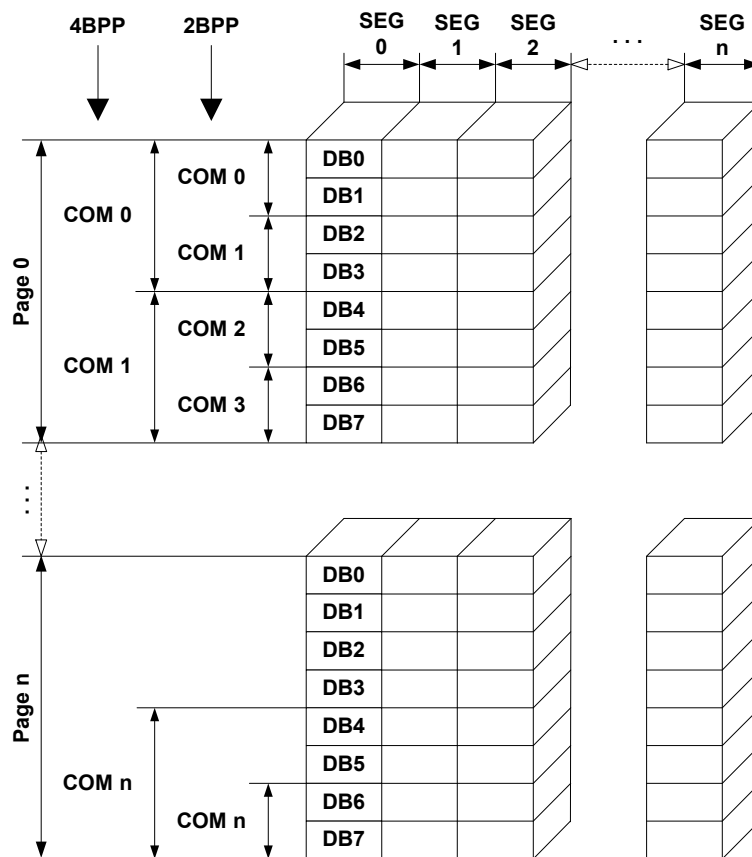 4BPP 2BPP SEG 0 SEG 1 SEG 2 . . . SEG n
Page 0
COM 0
COM 1
COM 0
COM 1
COM 2
COM 3
DB0
DB1
DB2
DB3
DB4
DB5
DB6
DB7
. . .
Page n
COM n
COM n
DB0
DB1
DB2
DB3
DB4
DB5
DB6
DB7